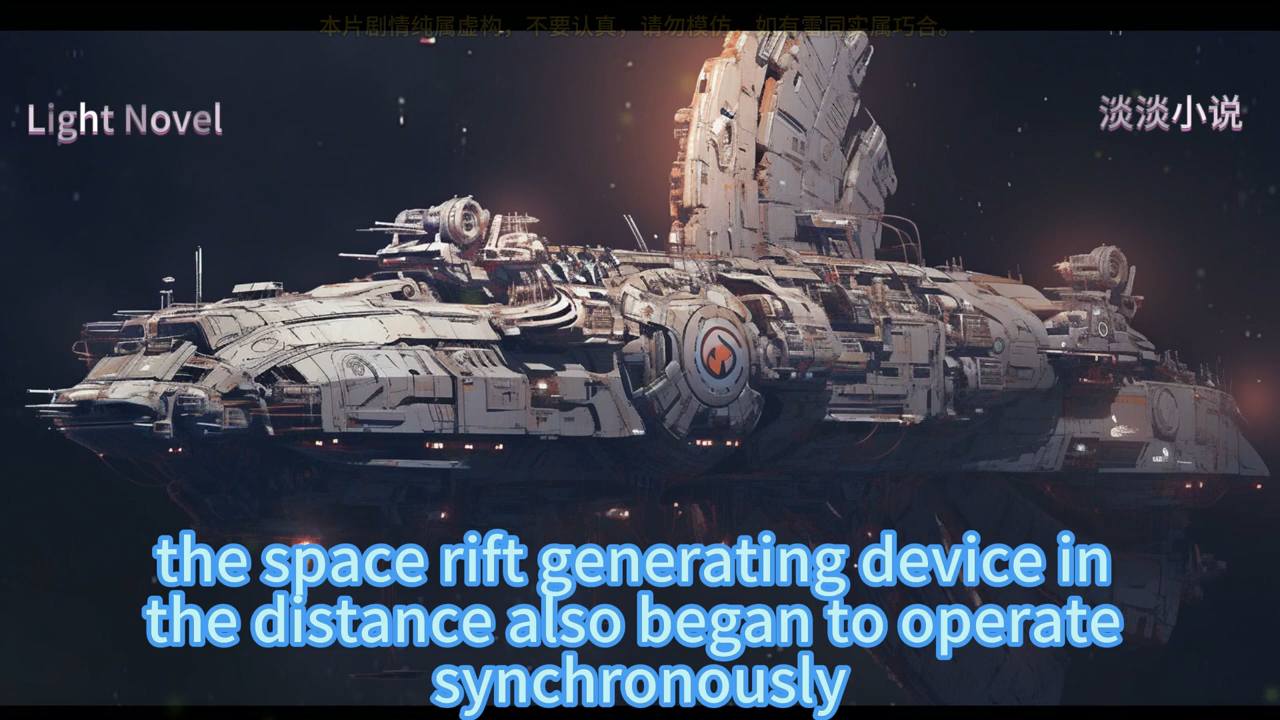 本片剧情纯属虚构，不要认真，请勿模仿，如有雷同实属巧合。
Light Novel
淡淡小说
the space rift generating device in
the distance also began to operate
synchronously